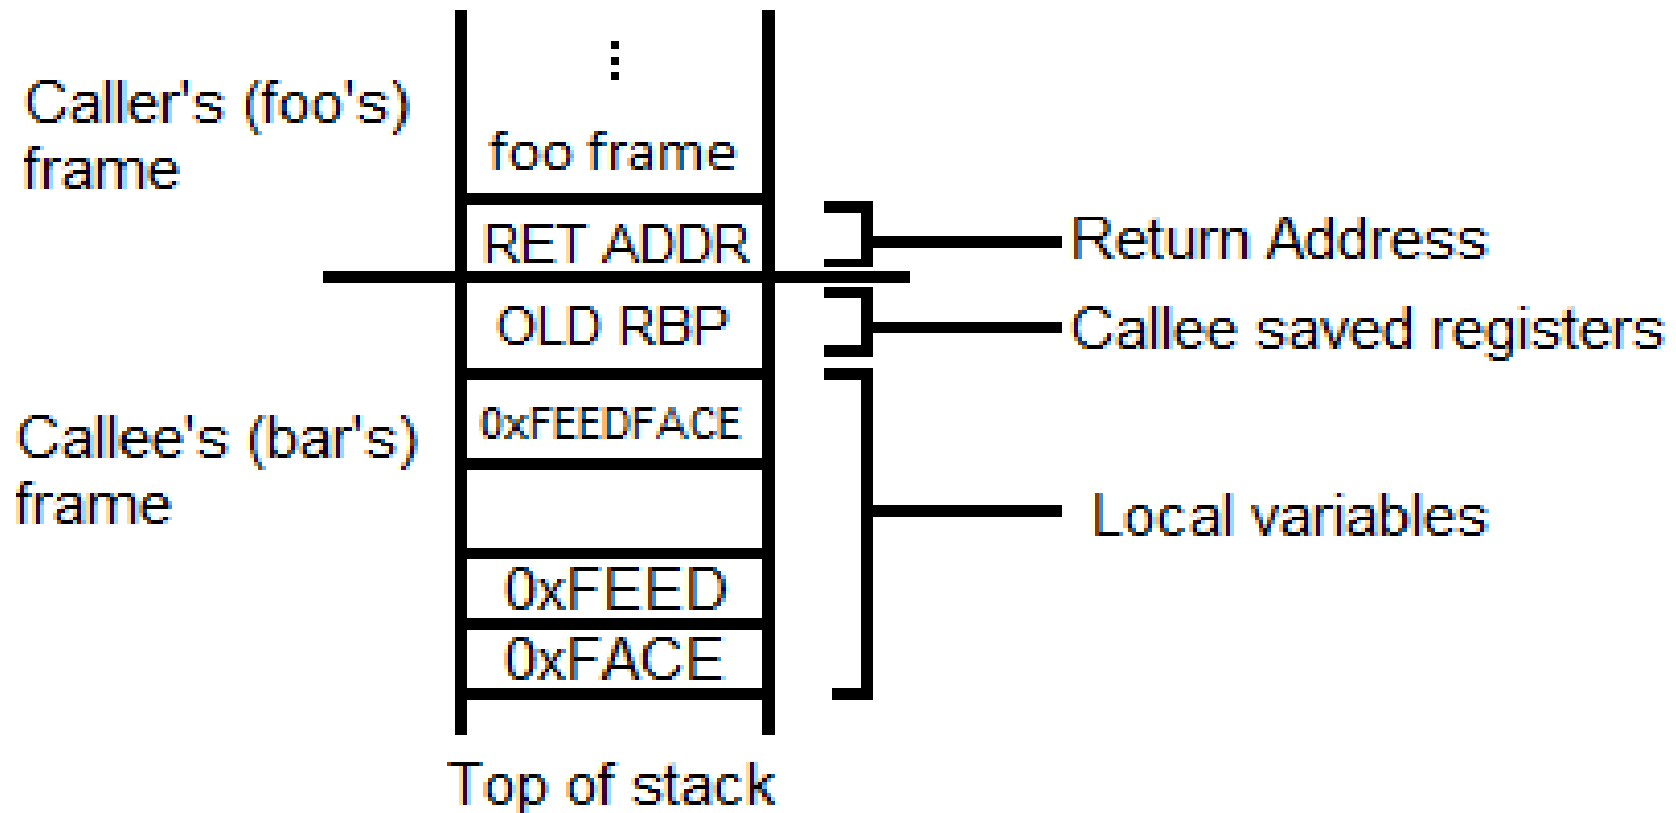 ⋮
Caller's (foo's)
frame
foo frame
RET ADDR
Return Address
OLD RBP
Callee saved registers
0xFEEDFACE
Callee's (bar's)
frame
Local variables
0xFEED
0xFACE
Top of stack